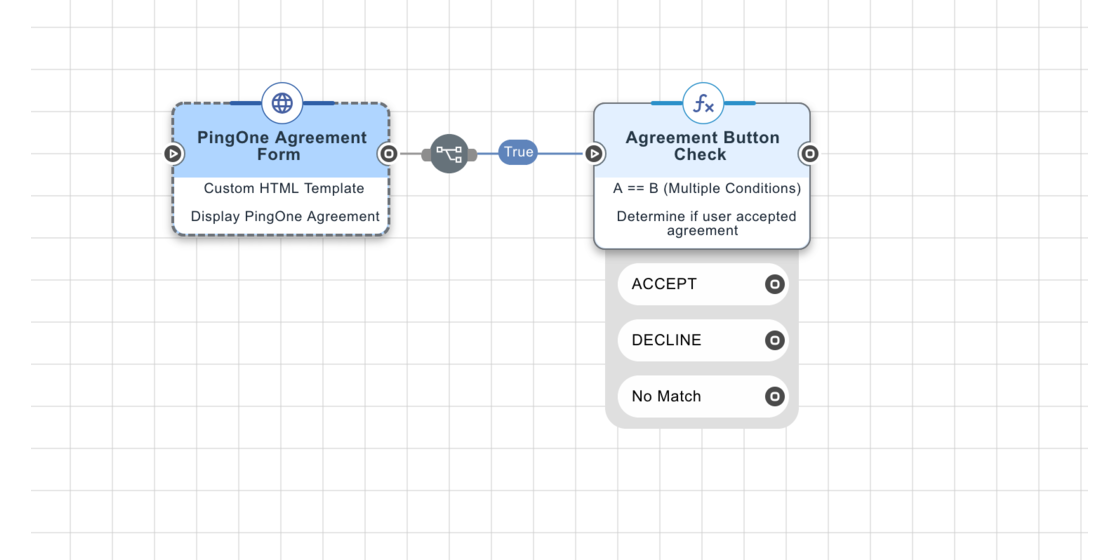 PingOne Agreement
Form
Custom HTML Template
Display PingOne Agreement
True
fx
Agreement Button
Check
A == B (Multiple Conditions)
Determine if user accepted
agreement
ACCEPT
DECLINE
No Match